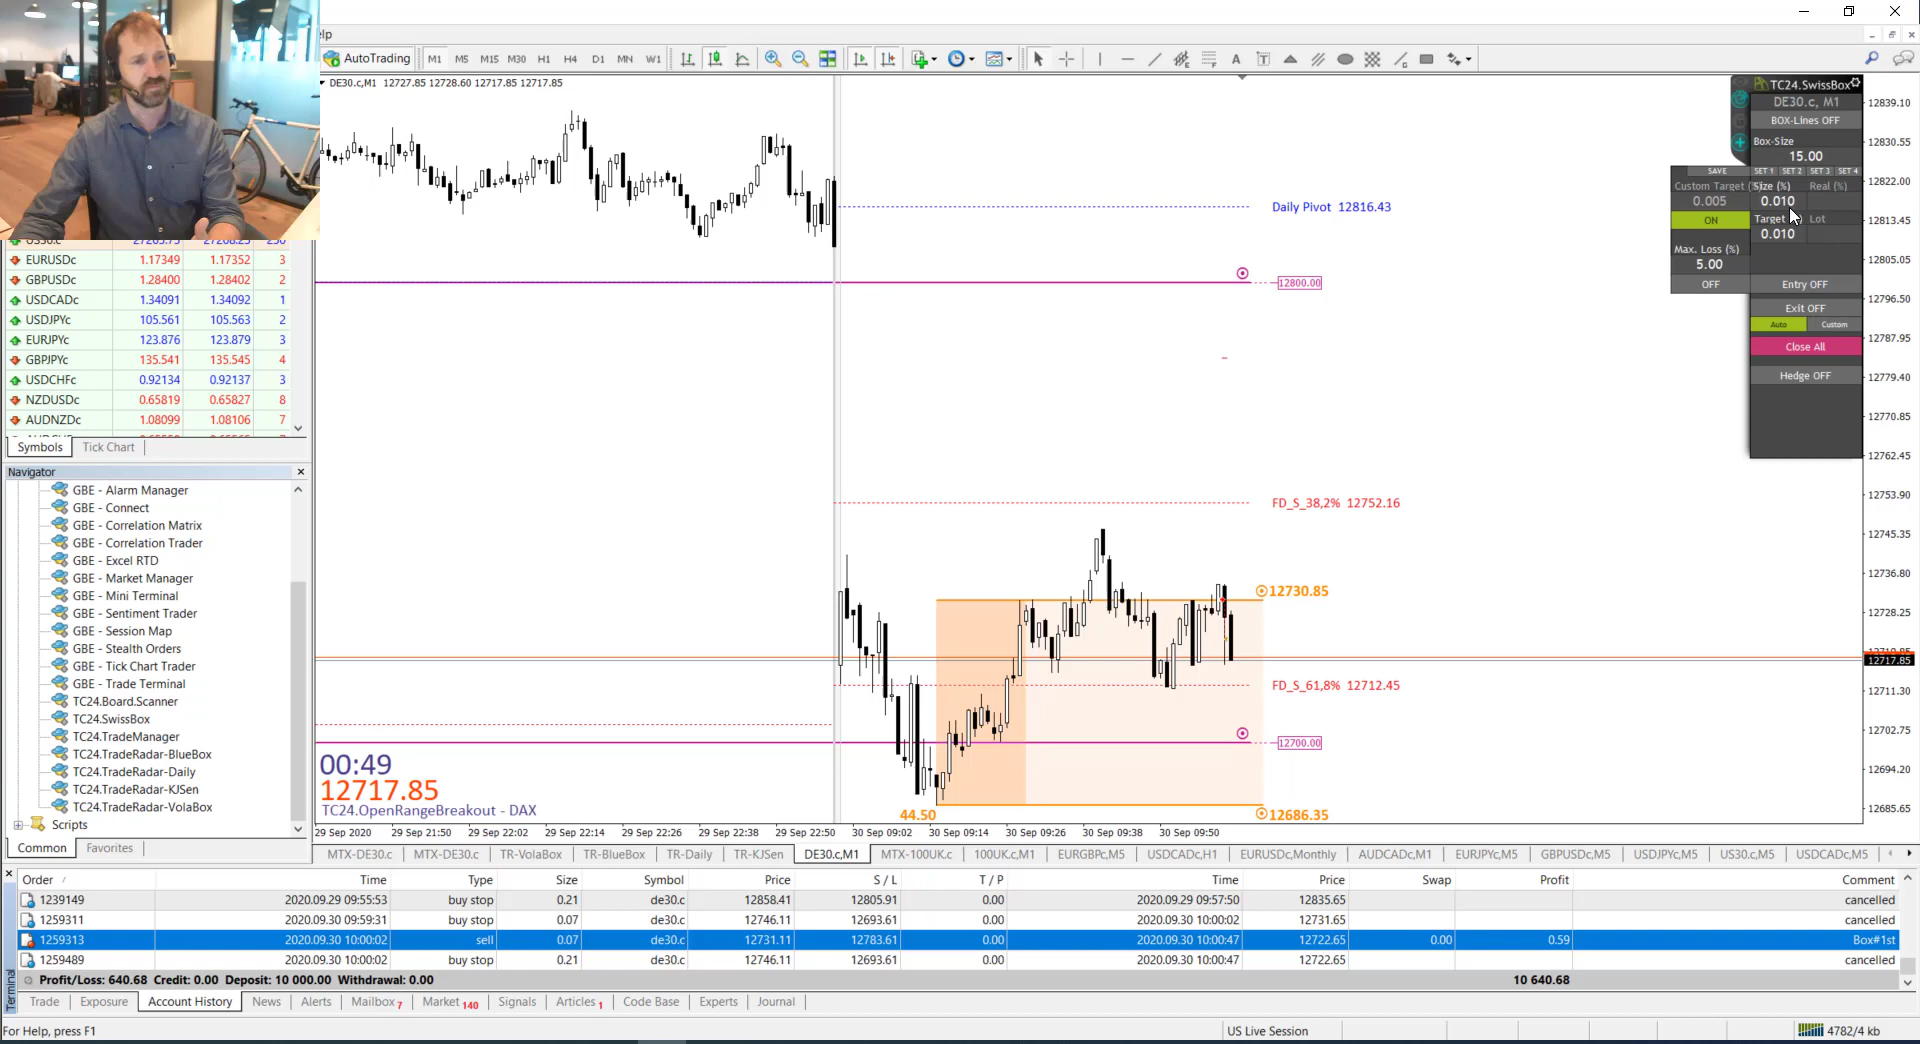 lp
AutoTrading M1 M5 M15 M30 H1 H4 D1 MN W1
DE30.c,M1 12727.85 12728.60 12717.85 12717.85
TC24.SwissBox
DE30.c, M1
BOX-Lines OFF
Box-Size
15.00
SAVE SET 1 SET 2 SET 3 SET 4
Custom Target Size (%) Real (%)
0.005 0.010
ON Target Lot
0.010
Max. Loss (%)
5.00
OFF Entry OFF
Exit OFF
Auto Custom
Close All
Hedge OFF
12839.10
12830.55
12822.00
12813.45
12805.05
12796.50
12787.95
12779.40
12770.85
12762.45
12753.90
12745.35
12736.80
12728.25
12717.85
12711.30
12702.75
12694.20
12685.65
Daily Pivot 12816.43
12800.00
FD_S_38,2% 12752.16
12730.85
FD_S_61,8% 12712.45
12700.00
12686.35
44.50
00:49
12717.85
TC24.OpenRangeBreakout - DAX
29 Sep 2020 29 Sep 21:50 29 Sep 22:02 29 Sep 22:14 29 Sep 22:26 29 Sep 22:38 29 Sep 22:50 30 Sep 09:02 30 Sep 09:14 30 Sep 09:26 30 Sep 09:38 30 Sep 09:50
EURUSDc 1.17349 1.17352 3
GBPUSDc 1.28400 1.28402 2
USDCADc 1.34091 1.34092 1
USDJPYc 105.561 105.563 2
EURJPYc 123.876 123.879 3
GBPJPYc 135.541 135.545 4
USDCHFc 0.92134 0.92137 3
NZDUSDc 0.65819 0.65827 8
AUDNZDc 1.08099 1.08106 7
Symbols Tick Chart
Navigator
GBE - Alarm Manager
GBE - Connect
GBE - Correlation Matrix
GBE - Correlation Trader
GBE - Excel RTD
GBE - Market Manager
GBE - Mini Terminal
GBE - Sentiment Trader
GBE - Session Map
GBE - Stealth Orders
GBE - Tick Chart Trader
GBE - Trade Terminal
TC24.Board.Scanner
TC24.SwissBox
TC24.TradeManager
TC24.TradeRadar-BlueBox
TC24.TradeRadar-Daily
TC24.TradeRadar-KJSen
TC24.TradeRadar-VolaBox
Scripts
Common Favorites
MTX-DE30.c MTX-DE30.c TR-VolaBox TR-BlueBox TR-Daily TR-KJSen DE30.c,M1 MTX-100UK.c 100UK.c,M1 EURGBPc,M5 USDCADc,H1 EURUSDc,Monthly AUDCADc,M1 EURJPYc,M5 GBPUSDc,M5 USDJPYc,M5 US30.c,M5 USDCADc,M5
Order / Time Type Size Symbol Price S / L T / P Time Price Swap Profit Comment
1239149 2020.09.29 09:55:53 buy stop 0.21 de30.c 12858.41 12805.91 0.00 2020.09.29 09:57:50 12835.65 cancelled
1259311 2020.09.30 09:59:31 buy stop 0.07 de30.c 12746.11 12693.61 0.00 2020.09.30 10:00:02 12731.65 cancelled
1259313 2020.09.30 10:00:02 sell 0.07 de30.c 12731.11 12783.61 0.00 2020.09.30 10:00:47 12722.65 0.00 0.59 Box#1st
1259489 2020.09.30 10:00:02 buy stop 0.21 de30.c 12746.11 12693.61 0.00 2020.09.30 10:00:47 12722.65 cancelled
Profit/Loss: 640.68 Credit: 0.00 Deposit: 10 000.00 Withdrawal: 0.00 10 640.68
Trade Exposure Account History News Alerts Mailbox 7 Market 140 Signals Articles 1 Code Base Experts Journal
Terminal
For Help, press F1 US Live Session 4782/4 kb